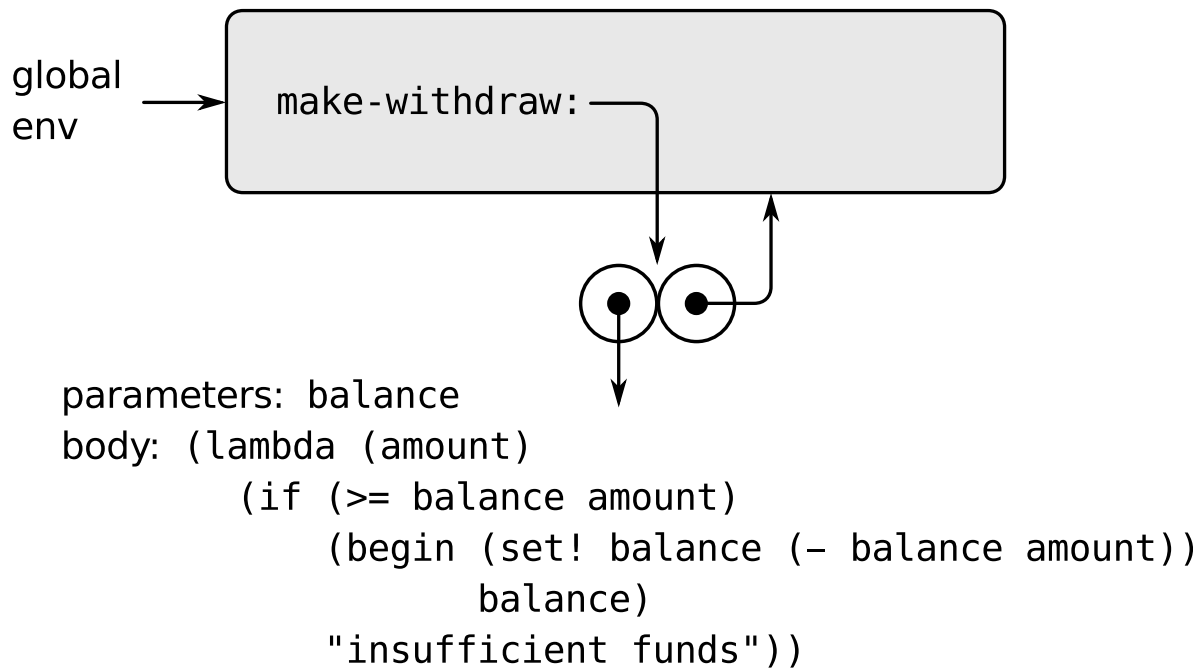 global
env
make-withdraw:
parameters: balance
body: (lambda (amount)
(if (>= balance amount)
(begin (set! balance (– balance amount))
balance)
"insufficient funds"))